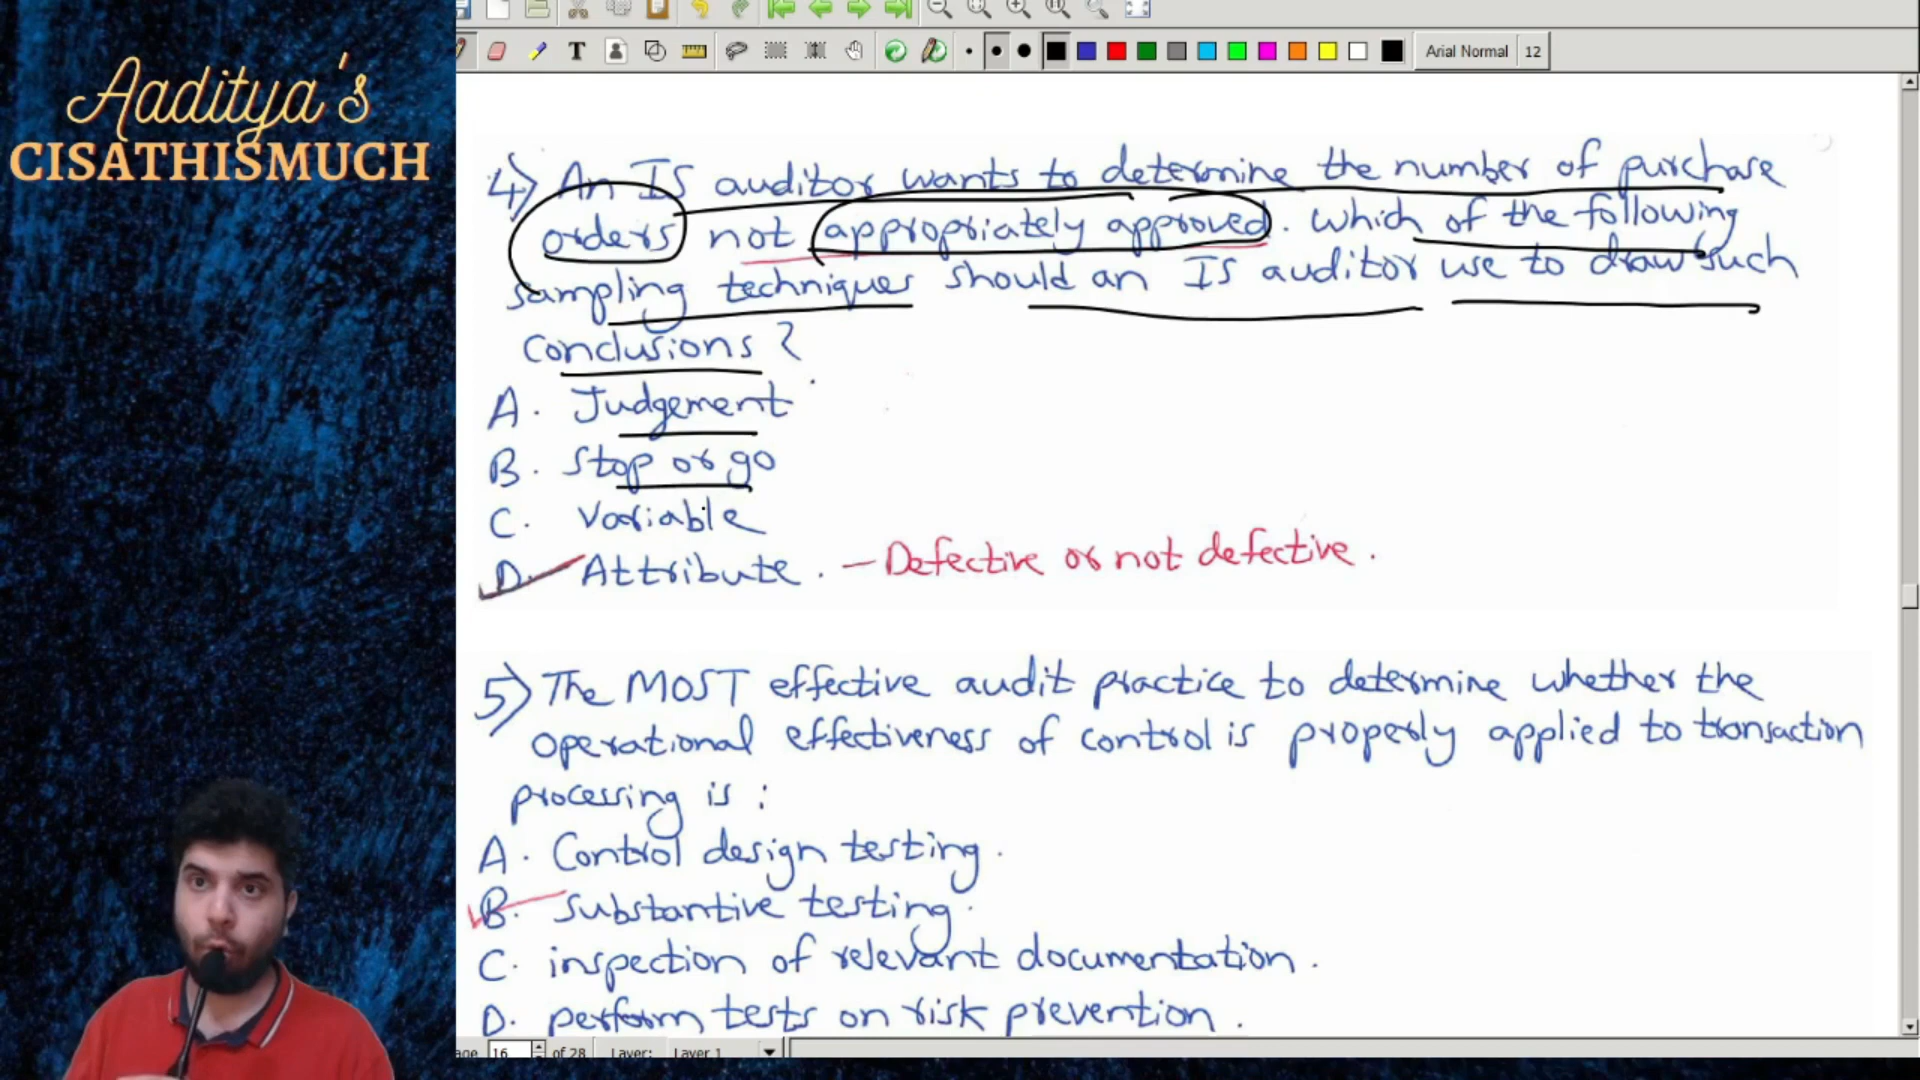 Aaditya's
CISATHISMUCH
Arial Normal 12
4) An IS auditor wants to determine the number of purchase
orders not appropriately approved. Which of the following
sampling techniques should an IS auditor use to draw such
Conclusions ?
A. Judgement
B. Stop or go
C. Variable
D. Attribute. - Defective or not defective.
5) The MOST effective audit practice to determine whether the
operational effectiveness of control is properly applied to transaction
processing is :
A. Control design testing.
B. Substantive testing.
C. inspection of relevant documentation.
D. perform tests on risk prevention.
age 16 of 28 Layer: Layer 1